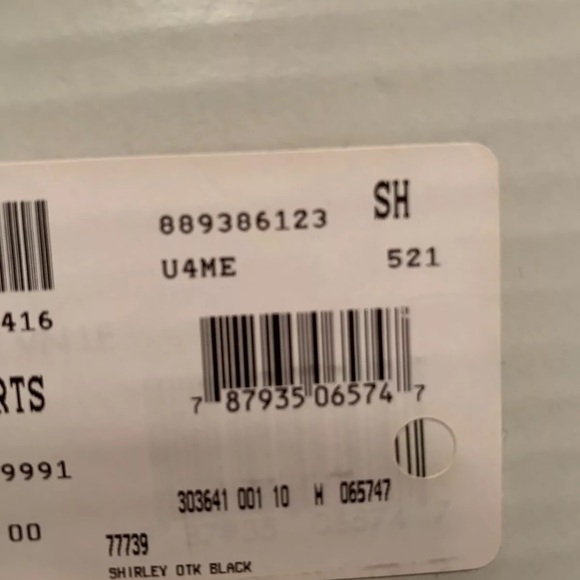 889386123 SH
U4ME 521
416
7 87935 06574 7
RTS
9991
303641 001 10 M 065747
00
77739
SHIRLEY OTK BLACK